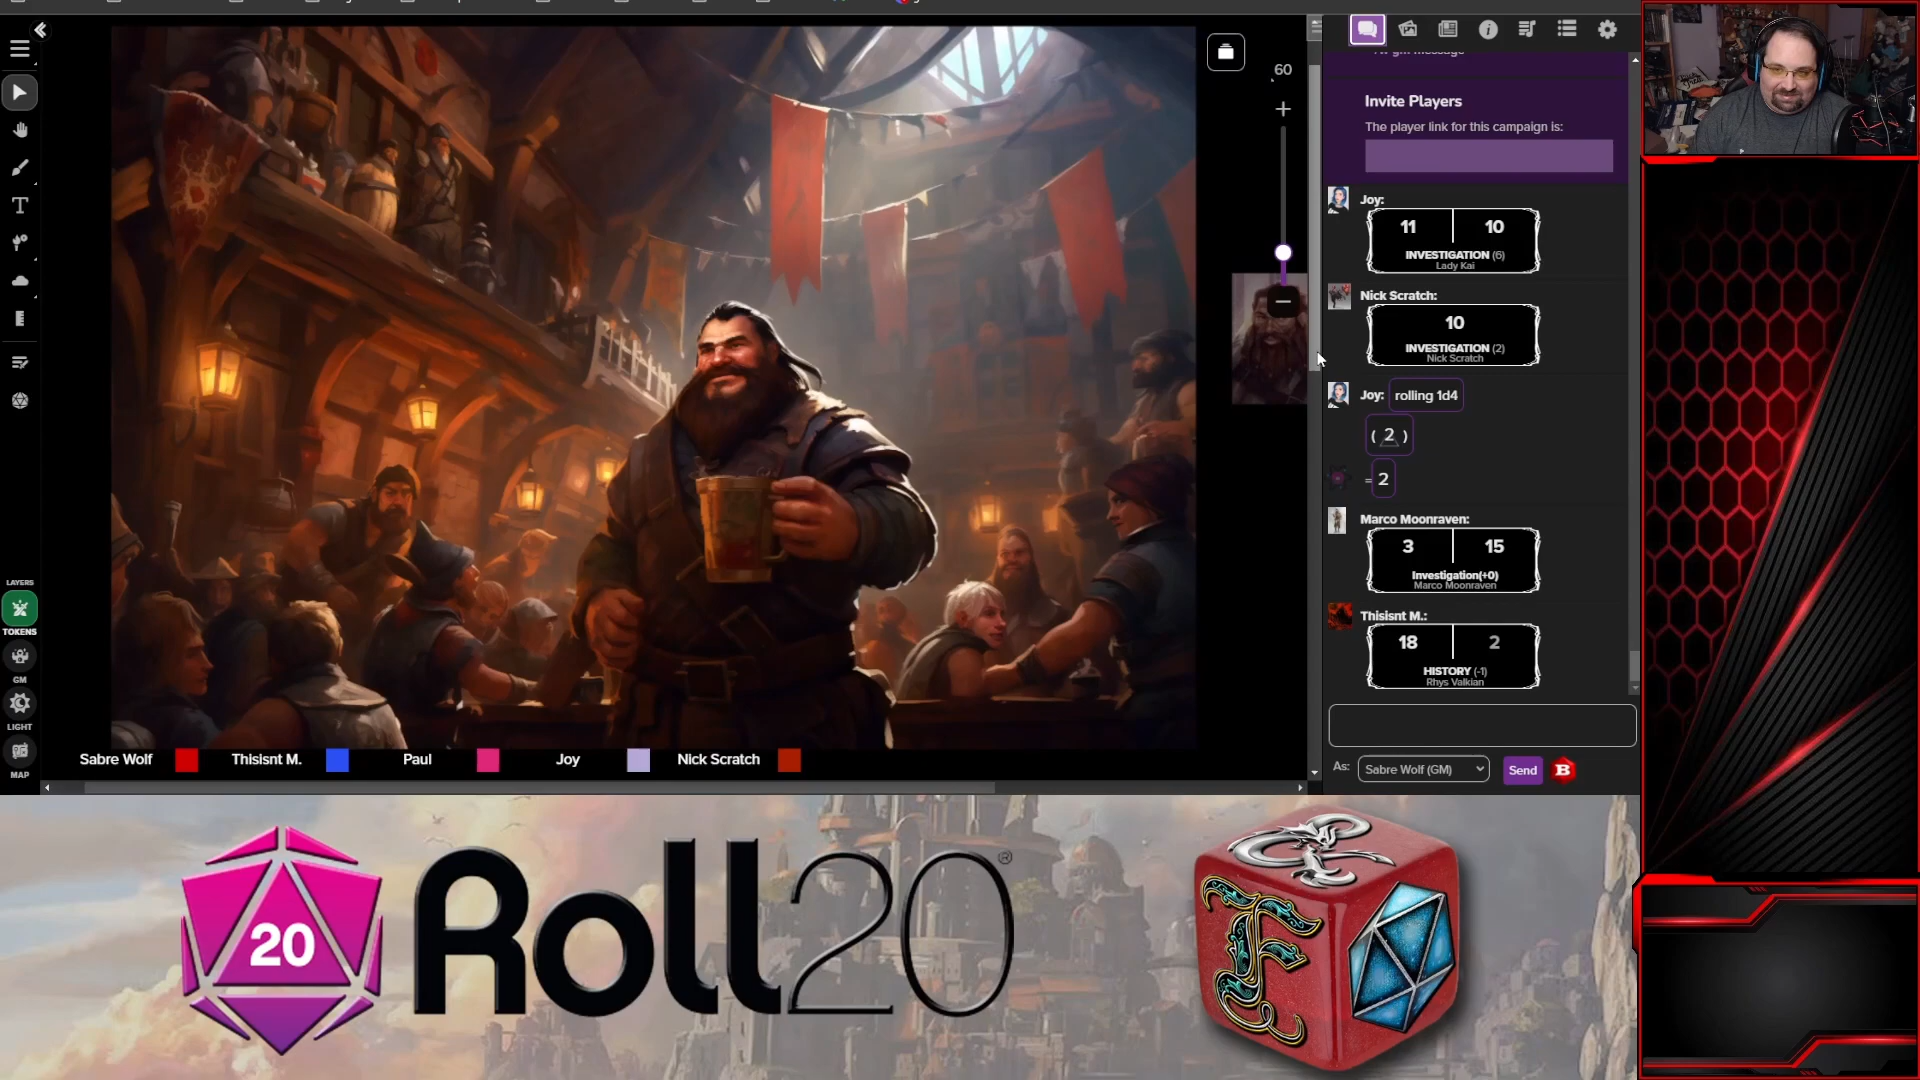 60
Invite Players
The player link for this campaign is:
Joy:
11 10
INVESTIGATION (6)
Lady Kai
Nick Scratch:
10
INVESTIGATION (2)
Nick Scratch
Joy: rolling 1d4
( 2 )
= 2
Marco Moonraven:
3 15
Investigation(+0)
Marco Moonraven
Thisisnt M.:
18 2
HISTORY (-1)
Rhys Valkian
LAYERS
TOKENS
GM
LIGHT
MAP
Sabre Wolf Thisisnt M. Paul Joy Nick Scratch
As: Sabre Wolf (GM) Send B
20 Roll20®
E